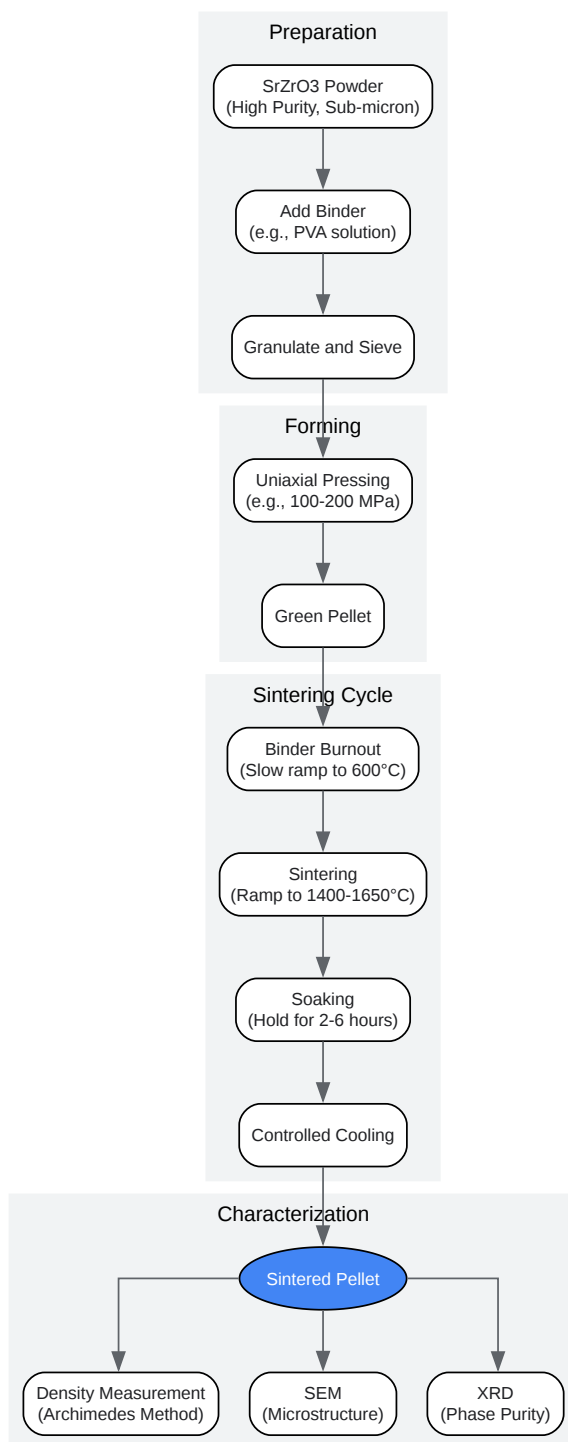 Preparation
SrZrO3 Powder
(High Purity, Sub-micron)
Add Binder
(e.g., PVA solution)
Granulate and Sieve
Forming
Uniaxial Pressing
(e.g., 100-200 MPa)
Green Pellet
Sintering Cycle
Binder Burnout
(Slow ramp to 600°C)
Sintering
(Ramp to 1400-1650°C)
Soaking
(Hold for 2-6 hours)
Controlled Cooling
Characterization
Sintered Pellet
Density Measurement
(Archimedes Method)
SEM
(Microstructure)
XRD
(Phase Purity)